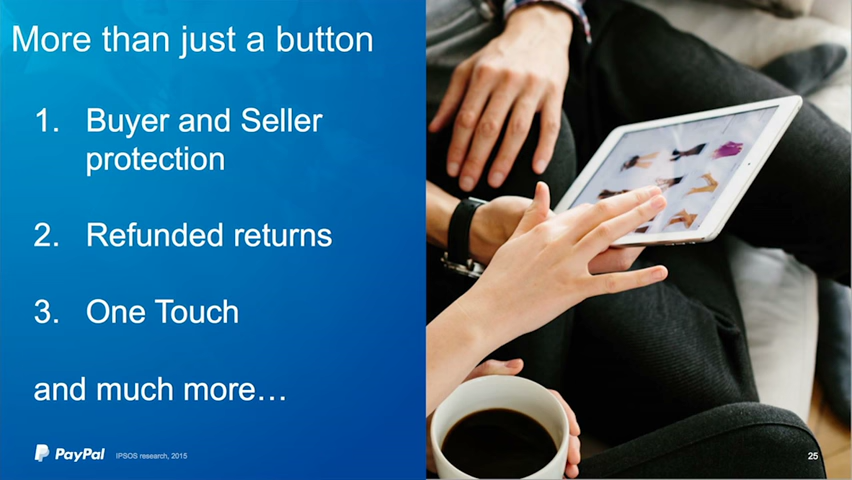 More than just a button
1. Buyer and Seller
protection
2. Refunded returns
3. One Touch
and much more…
PayPal IPSOS research, 2015
25